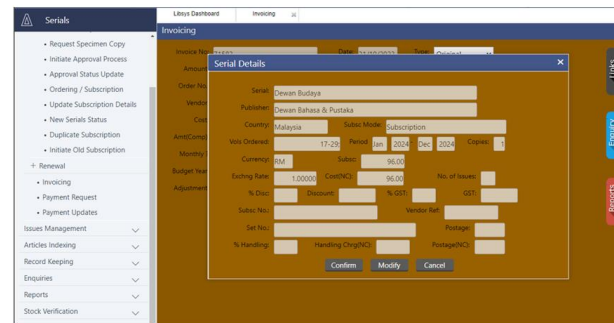 Libsys Dashboard Invoicing
Serials
Invoicing
• Request Specimen Copy
• Initiate Approval Process
• Approval Status Update
• Ordering / Subscription
• Update Subscription Details
• New Serials Status
• Duplicate Subscription
• Initiate Old Subscription
+ Renewal
• Invoicing
• Payment Request
• Payment Updates
Issues Management
Articles Indexing
Record Keeping
Enquiries
Reports
Stock Verification
Invoice No: 71582 Date: 31/10/2023 Type: Original
Amount
Order No.
Vendor
Cost
Amt(Comp)
Monthly
Budget Year
Adjustment
Serial Details
Serial: Dewan Budaya
Publisher: Dewan Bahasa & Pustaka
Country: Malaysia Subsc Mode: Subscription
Vols Ordered: 17-29; Period Jan 2024 Dec 2024 Copies: 1
Currency: RM Subsc: 96.00
Exchng Rate: 1.00000 Cost(NC): 96.00 No. of Issues:
% Disc: Discount: % GST: GST:
Subsc No.: Vendor Ref:
Set No.: Postage:
% Handling: Handling Chrg(NC): Postage(NC):
Confirm Modify Cancel
Links
Enquiry
Reports